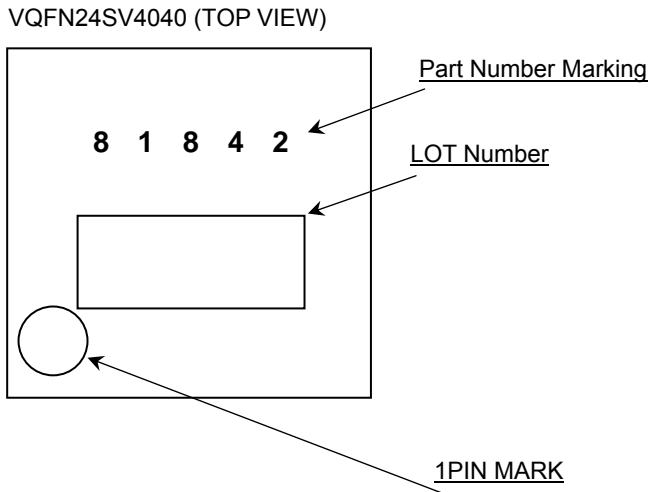 VQFN24SV4040 (TOP VIEW)
Part Number Marking
8 1 8 4 2
LOT Number
1PIN MARK